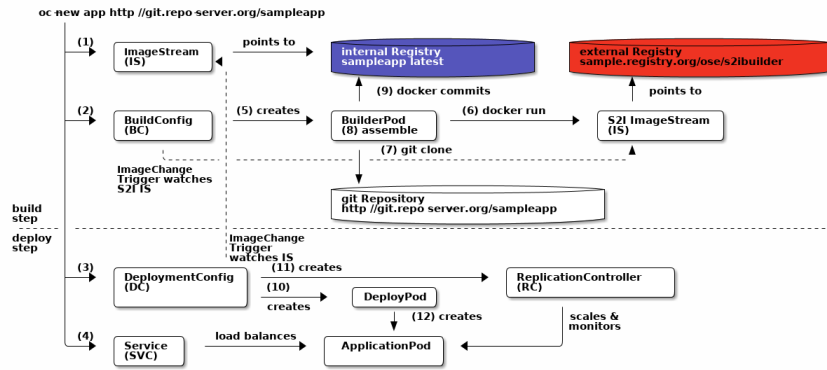 oc new app http //git.repo server.org/sampleapp
(1)
ImageStream
(IS)
points to
internal Registry
sampleapp latest
external Registry
sample.registry.org/ose/s2ibuilder
(9) docker commits
points to
(2)
BuildConfig
(BC)
(5) creates
BuilderPod
(8) assemble
(6) docker run
S2I ImageStream
(IS)
(7) git clone
ImageChange
Trigger watches
S2I IS
git Repository
http //git.repo server.org/sampleapp
build
step
deploy
step
ImageChange
Trigger
watches IS
(3)
DeploymentConfig
(DC)
(11) creates
ReplicationController
(RC)
(10)
creates
DeployPod
(12) creates
scales &
monitors
(4)
Service
(SVC)
load balances
ApplicationPod